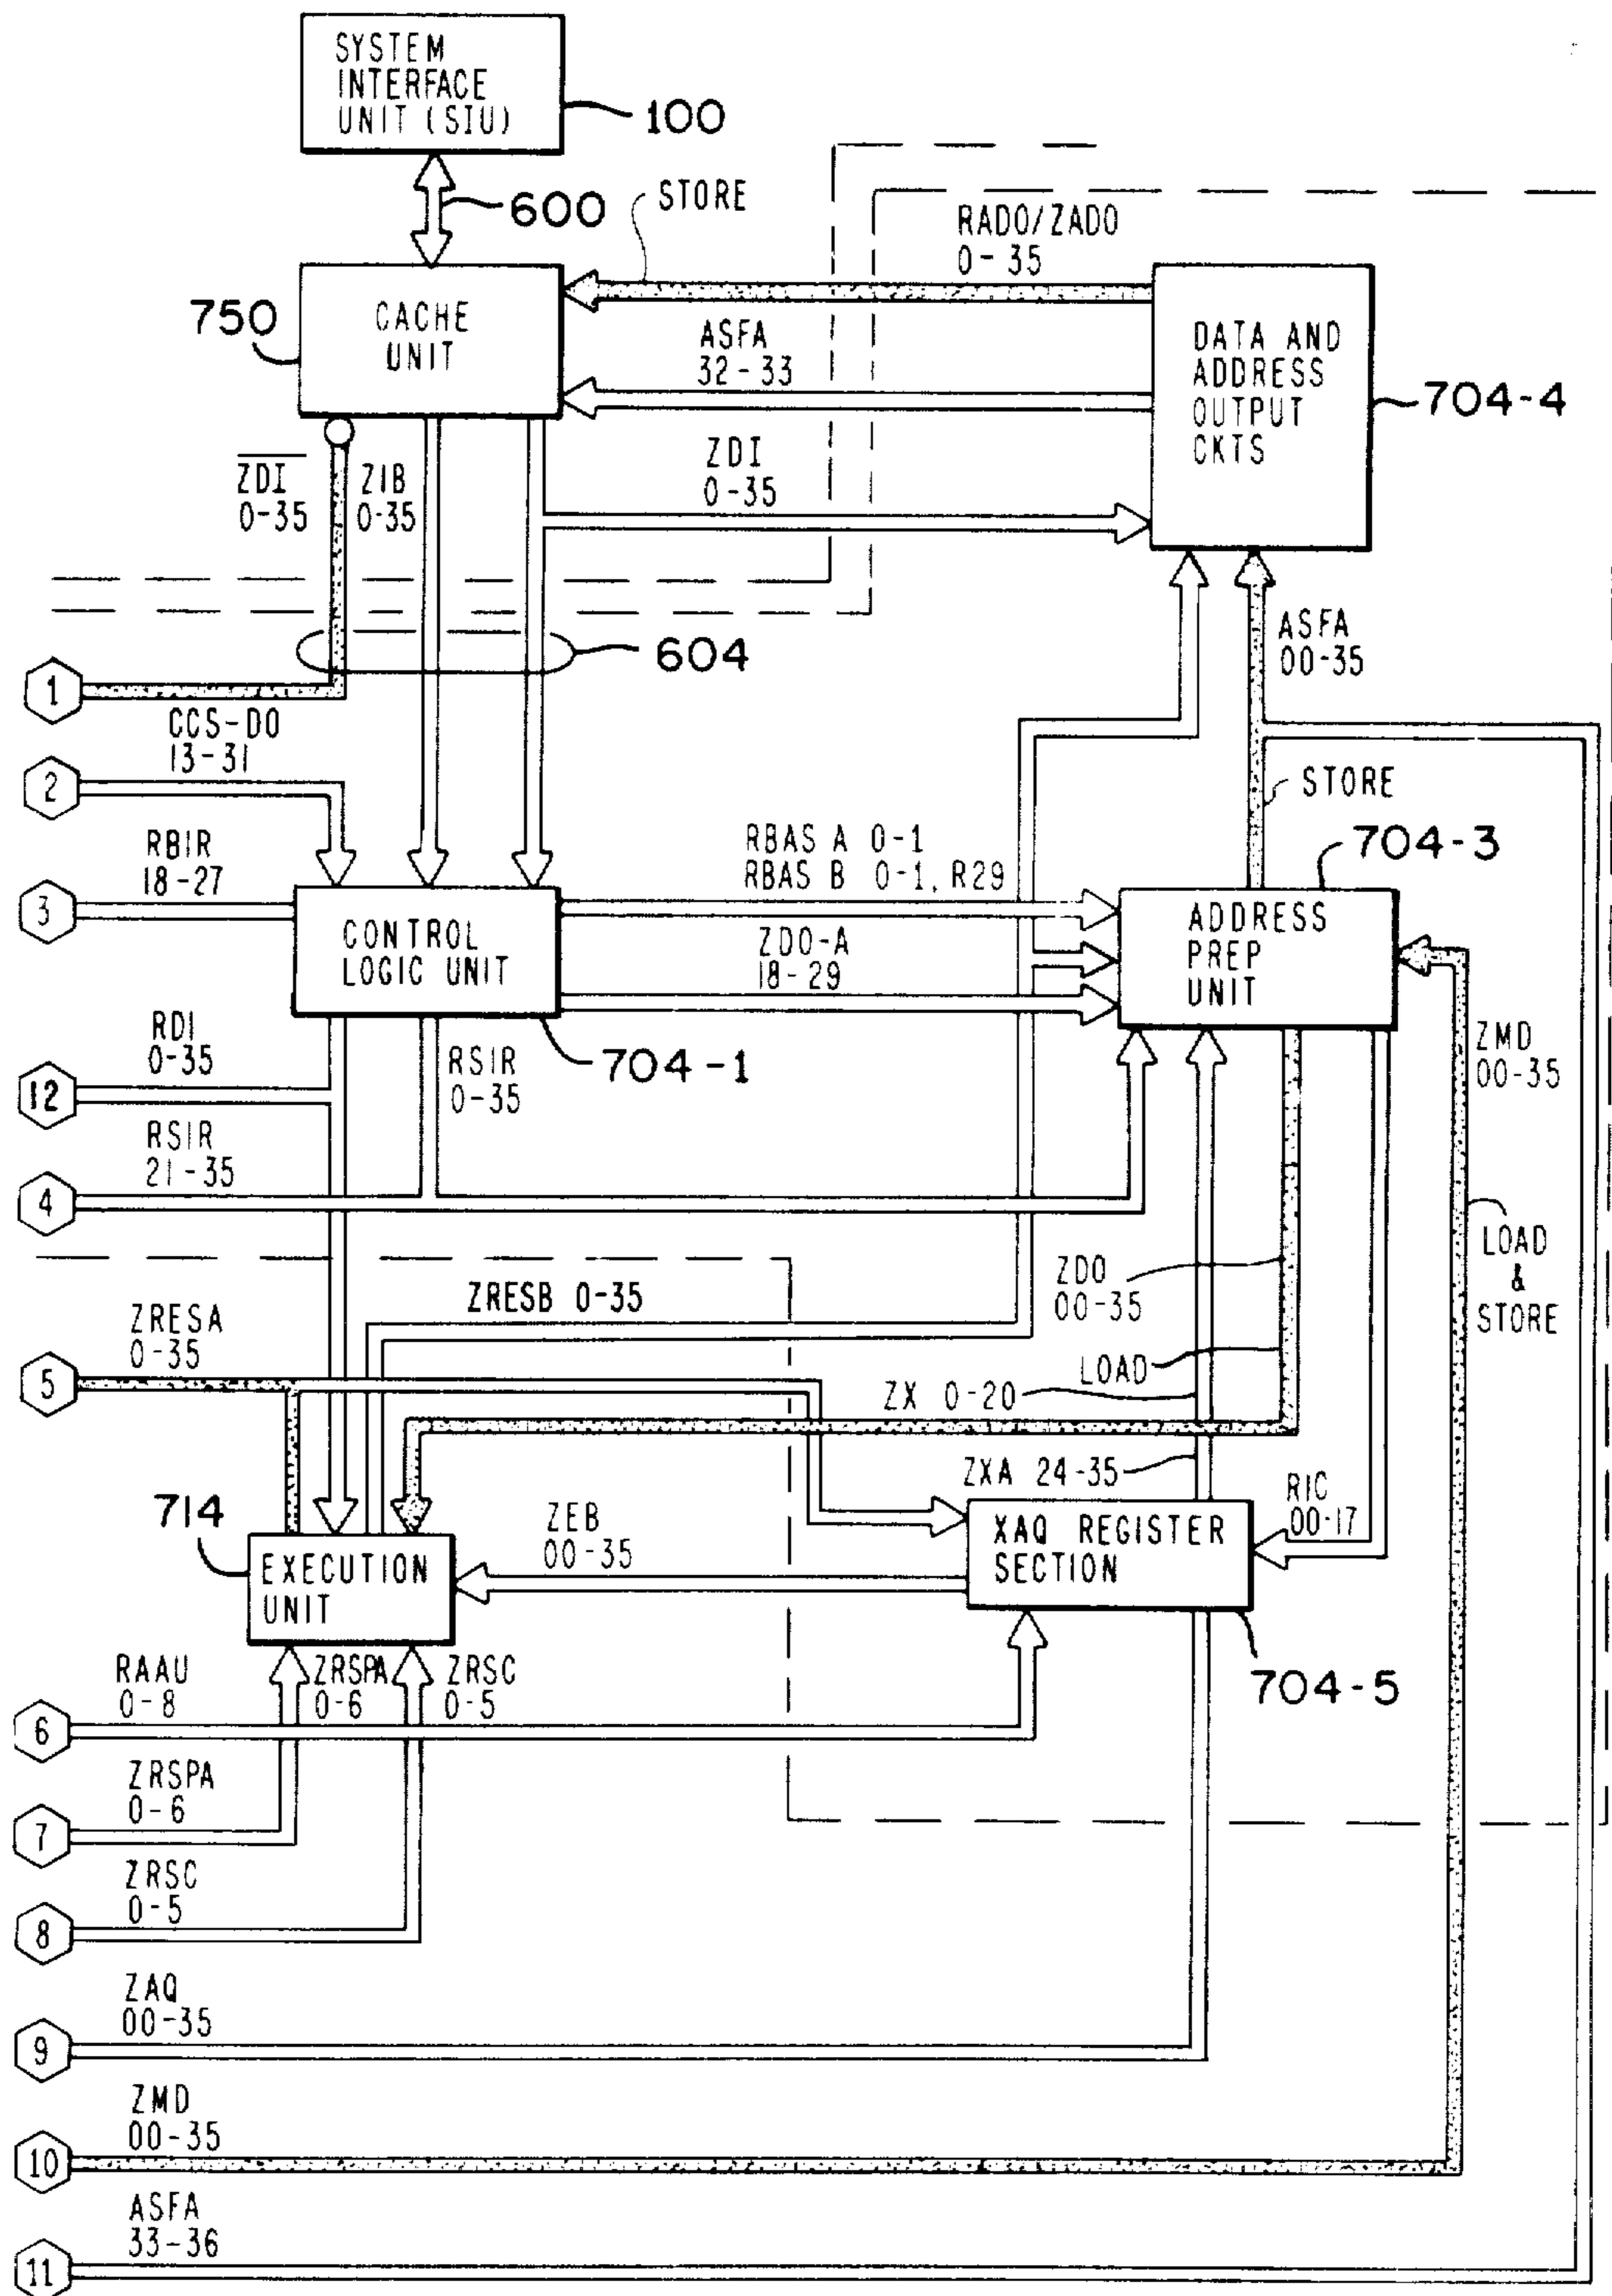 SYSTEM
INTERFACE
UNIT (SIU)
100
600
STORE
RADO/ZADO
0-35
750
CACHE
UNIT
ASFA
32-33
DATA AND
ADDRESS
OUTPUT
CKTS
704-4
ZDI
0-35
ZIB
0-35
ZDI
0-35
604
ASFA
00-35
1
CCS-DO
13-31
2
STORE
RBIR
18-27
3
RBAS A 0-1
RBAS B 0-1, R29
704-3
CONTROL
LOGIC UNIT
ZDO-A
18-29
ADDRESS
PREP
UNIT
RDI
0-35
12
704-1
RSIR
0-35
ZMD
00-35
RSIR
21-35
4
LOAD
&
STORE
ZDO
00-35
ZRESB 0-35
ZRESA
0-35
5
LOAD
ZX 0-20
ZXA 24-35
RIC
00-17
714
EXECUTION
UNIT
ZEB
00-35
XAQ REGISTER
SECTION
704-5
RAAU
0-8
ZRSPA
0-6
ZRSC
0-5
6
ZRSPA
0-6
7
ZRSC
0-5
8
ZAQ
00-35
9
ZMD
00-35
10
ASFA
33-36
11